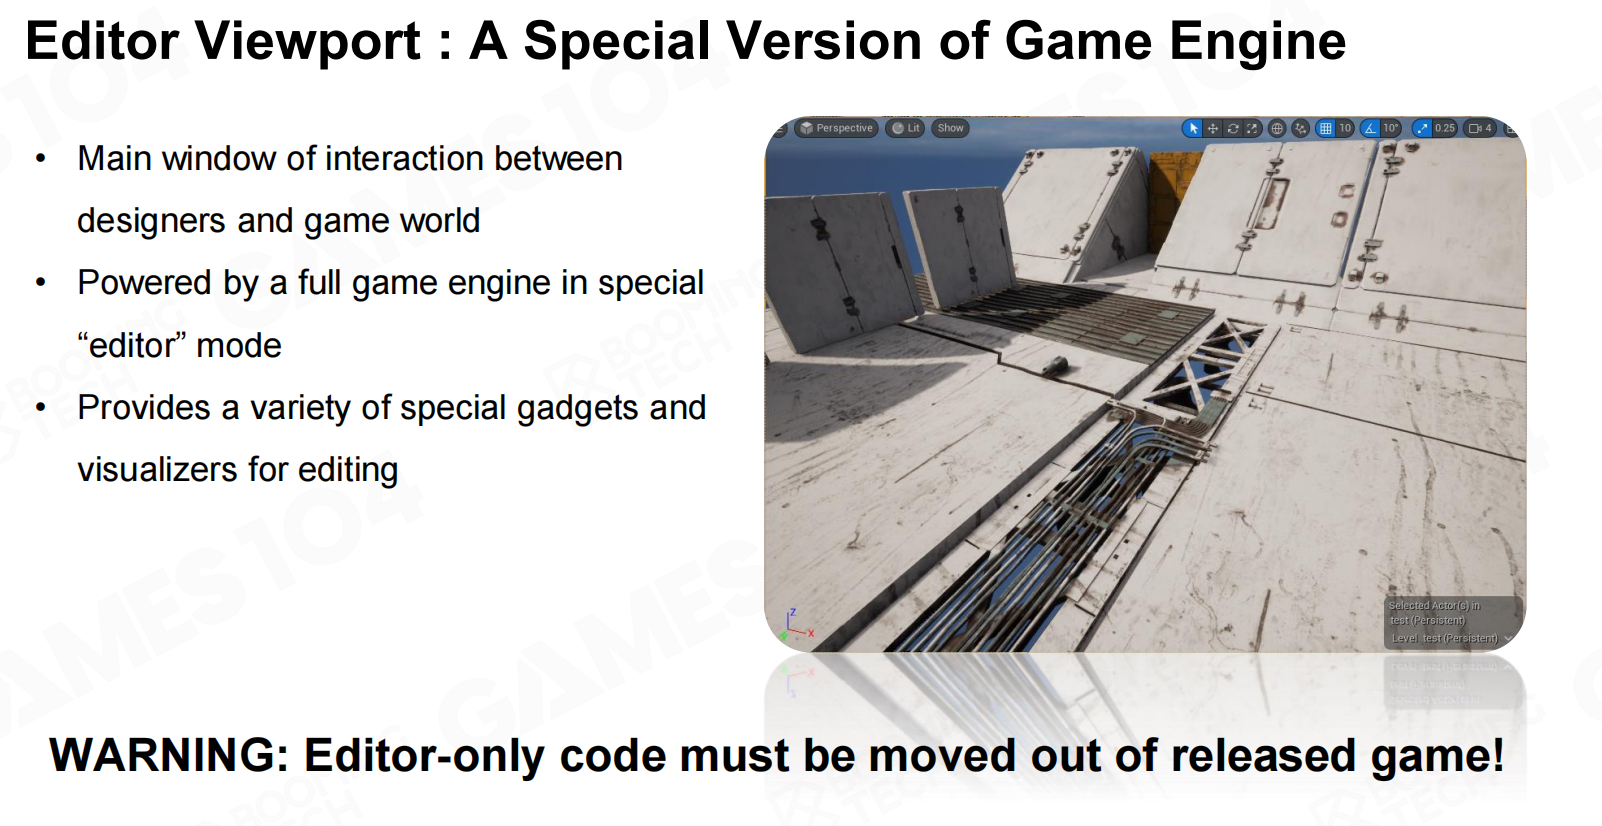 Editor Viewport : A Special Version of Game Engine
• Main window of interaction between
designers and game world
• Powered by a full game engine in special
“editor” mode
• Provides a variety of special gadgets and
visualizers for editing
Perspective
Lit
Show
10
10°
0.25
4
Z
X
Selected Actor(s) in
test (Persistent)
Level test (Persistent)
WARNING: Editor-only code must be moved out of released game!
GAMES104
BOOMING
TECH